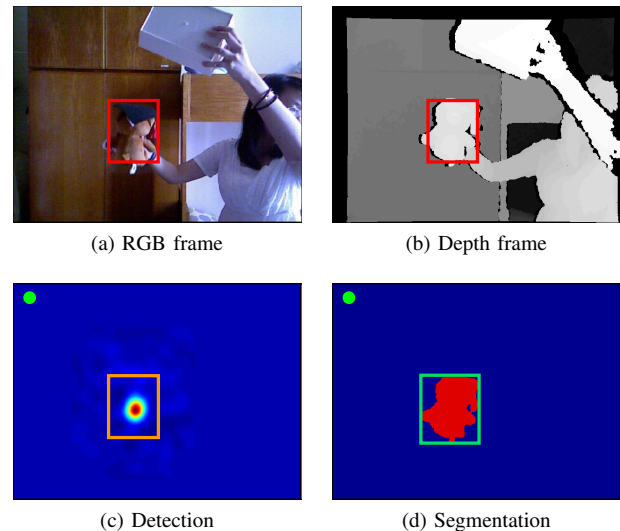 (a) RGB frame
(b) Depth frame
(c) Detection
(d) Segmentation